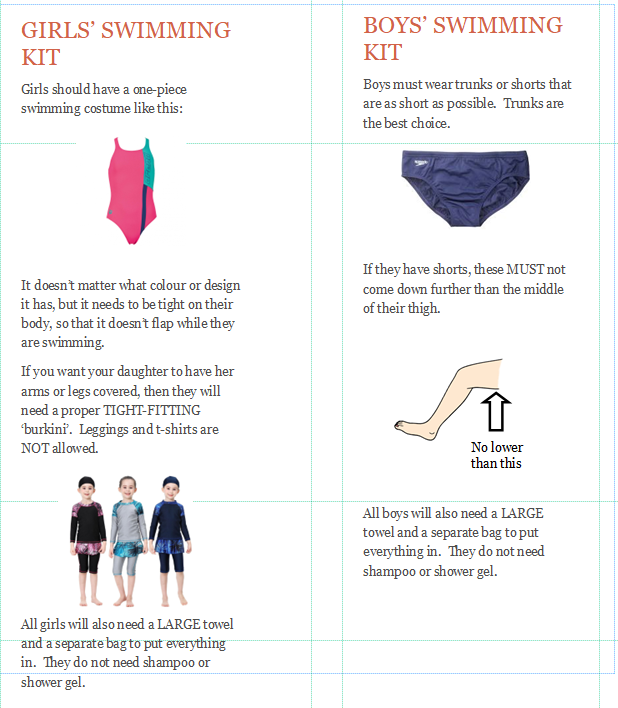 GIRLS’ SWIMMING
KIT
Girls should have a one-piece
swimming costume like this:
It doesn’t matter what colour or design
it has, but it needs to be tight on their
body, so that it doesn’t flap while they
are swimming.
If you want your daughter to have her
arms or legs covered, then they will
need a proper TIGHT-FITTING
‘burkini’.  Leggings and t-shirts are
NOT allowed.
All girls will also need a LARGE towel
and a separate bag to put everything
in.  They do not need shampoo or
shower gel.
BOYS’ SWIMMING
KIT
Boys must wear trunks or shorts that
are as short as possible.  Trunks are
the best choice.
speedo
If they have shorts, these MUST not
come down further than the middle
of their thigh.
No lower
than this
All boys will also need a LARGE
towel and a separate bag to put
everything in.  They do not need
shampoo or shower gel.